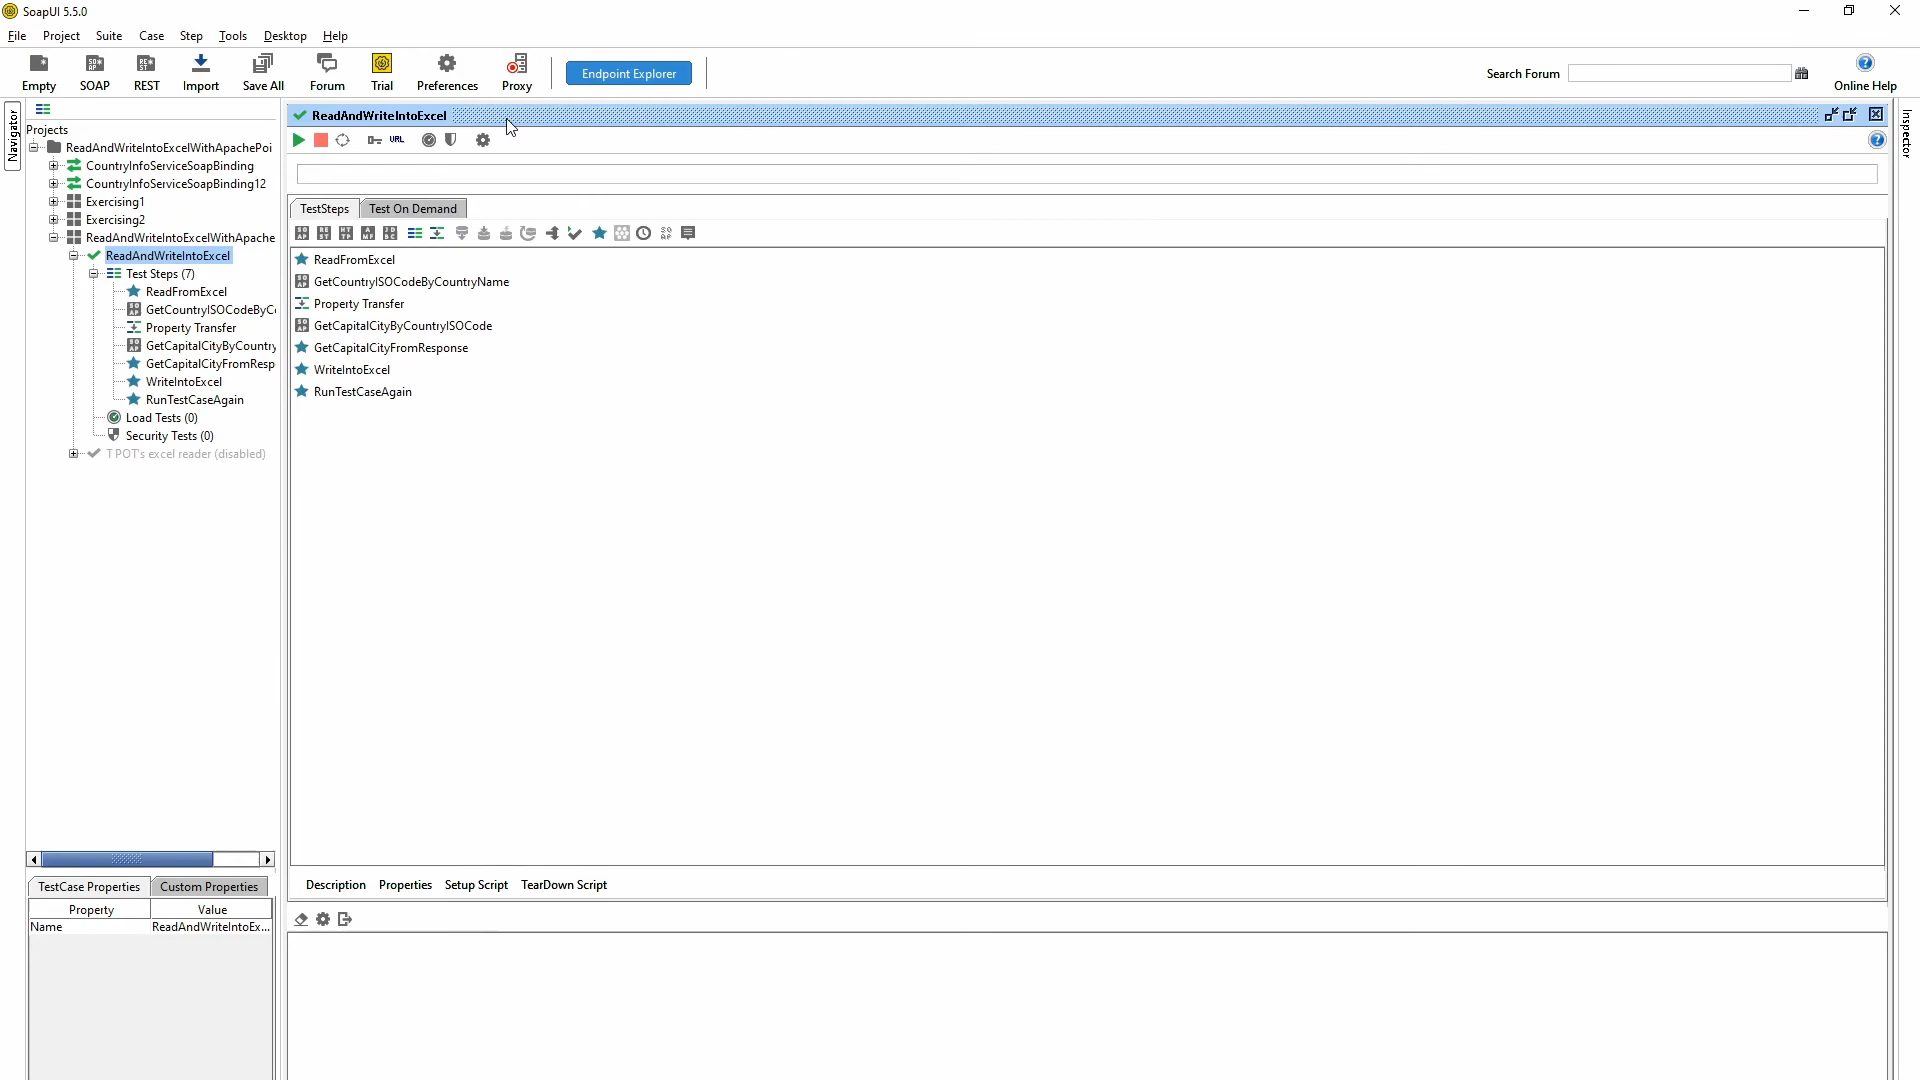 SoapUI 5.5.0
File Project Suite Case Step Tools Desktop Help
Empty SOAP REST Import Save All Forum Trial Preferences Proxy
Endpoint Explorer
Search Forum
Online Help
Navigator
Inspector
Projects
ReadAndWriteIntoExcelWithApachePoi
CountryInfoServiceSoapBinding
CountryInfoServiceSoapBinding12
Exercising1
Exercising2
ReadAndWriteIntoExcelWithApache
ReadAndWriteIntoExcel
Test Steps (7)
ReadFromExcel
GetCountryISOCodeByCo
Property Transfer
GetCapitalCityByCountry
GetCapitalCityFromResp
WriteIntoExcel
RunTestCaseAgain
Load Tests (0)
Security Tests (0)
T POT's excel reader (disabled)
TestCase Properties Custom Properties
Property Value
Name ReadAndWriteIntoEx...
ReadAndWriteIntoExcel
URL
TestSteps Test On Demand
ReadFromExcel
GetCountryISOCodeByCountryName
Property Transfer
GetCapitalCityByCountryISOCode
GetCapitalCityFromResponse
WriteIntoExcel
RunTestCaseAgain
Description Properties Setup Script TearDown Script